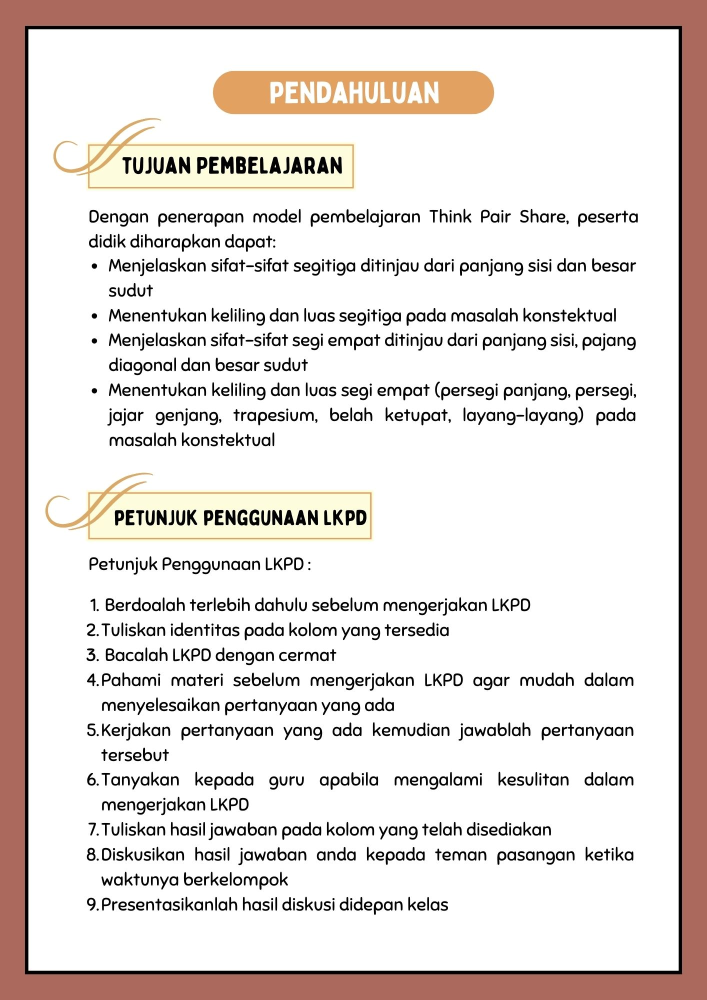 PENDAHULUAN
TUJUAN PEMBELAJARAN
Dengan penerapan model pembelajaran Think Pair Share, peserta
didik diharapkan dapat:
• Menjelaskan sifat-sifat segitiga ditinjau dari panjang sisi dan besar
sudut
• Menentukan keliling dan luas segitiga pada masalah konstektual
• Menjelaskan sifat-sifat segi empat ditinjau dari panjang sisi, pajang
diagonal dan besar sudut
• Menentukan keliling dan luas segi empat (persegi panjang, persegi,
jajar genjang, trapesium, belah ketupat, layang-layang) pada
masalah konstektual
PETUNJUK PENGGUNAAN LKPD
Petunjuk Penggunaan LKPD :
1. Berdoalah terlebih dahulu sebelum mengerjakan LKPD
2. Tuliskan identitas pada kolom yang tersedia
3. Bacalah LKPD dengan cermat
4. Pahami materi sebelum mengerjakan LKPD agar mudah dalam
menyelesaikan pertanyaan yang ada
5. Kerjakan pertanyaan yang ada kemudian jawablah pertanyaan
tersebut
6. Tanyakan kepada guru apabila mengalami kesulitan dalam
mengerjakan LKPD
7. Tuliskan hasil jawaban pada kolom yang telah disediakan
8. Diskusikan hasil jawaban anda kepada teman pasangan ketika
waktunya berkelompok
9. Presentasikanlah hasil diskusi didepan kelas